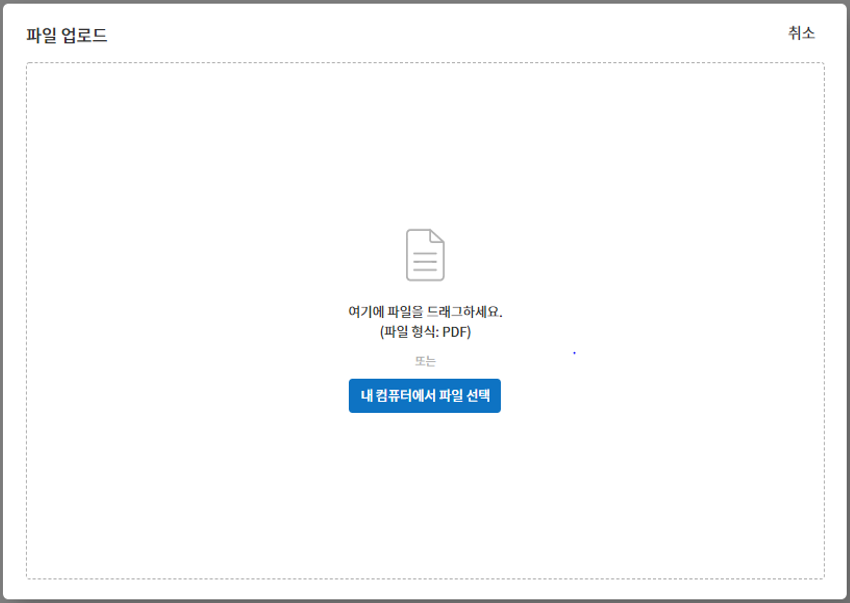 파일 업로드
취소
여기에 파일을 드래그하세요.
(파일 형식: PDF)
또는
내 컴퓨터에서 파일 선택